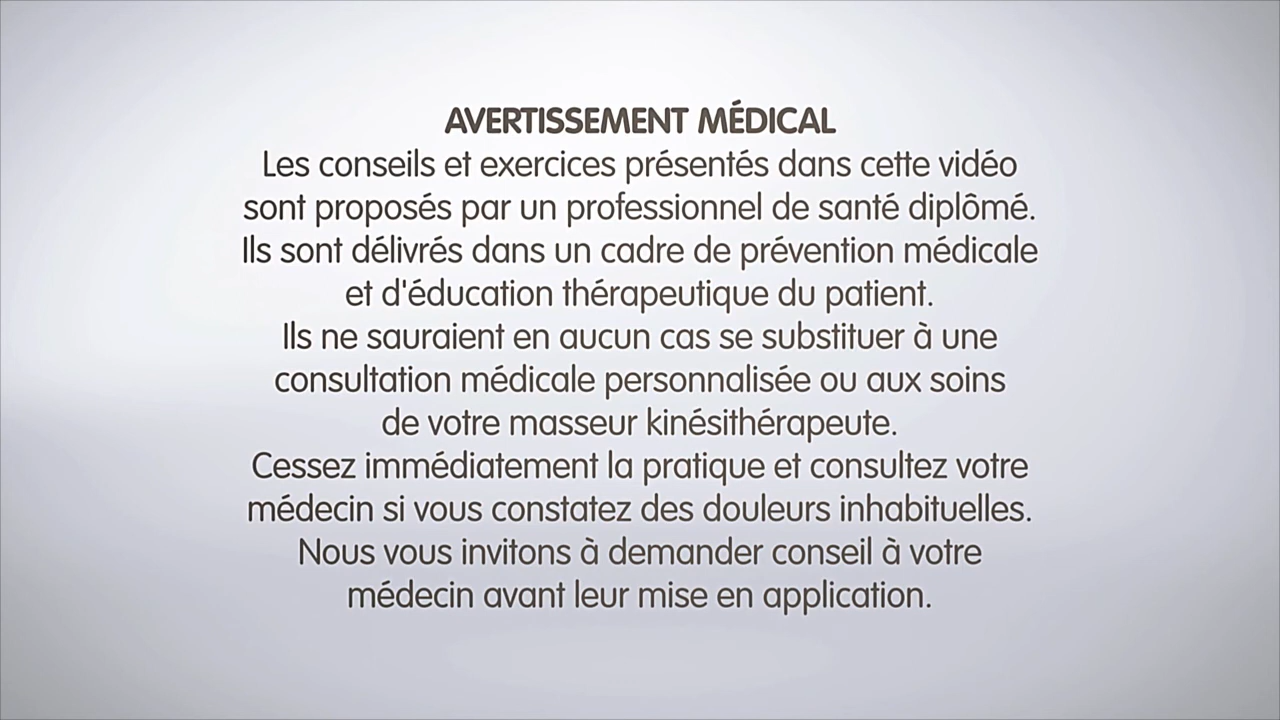 AVERTISSEMENT MÉDICAL
Les conseils et exercices présentés dans cette vidéo
sont proposés par un professionnel de santé diplômé.
Ils sont délivrés dans un cadre de prévention médicale
et d'éducation thérapeutique du patient.
Ils ne sauraient en aucun cas se substituer à une
consultation médicale personnalisée ou aux soins
de votre masseur kinésithérapeute.
Cessez immédiatement la pratique et consultez votre
médecin si vous constatez des douleurs inhabituelles.
Nous vous invitons à demander conseil à votre
médecin avant leur mise en application.